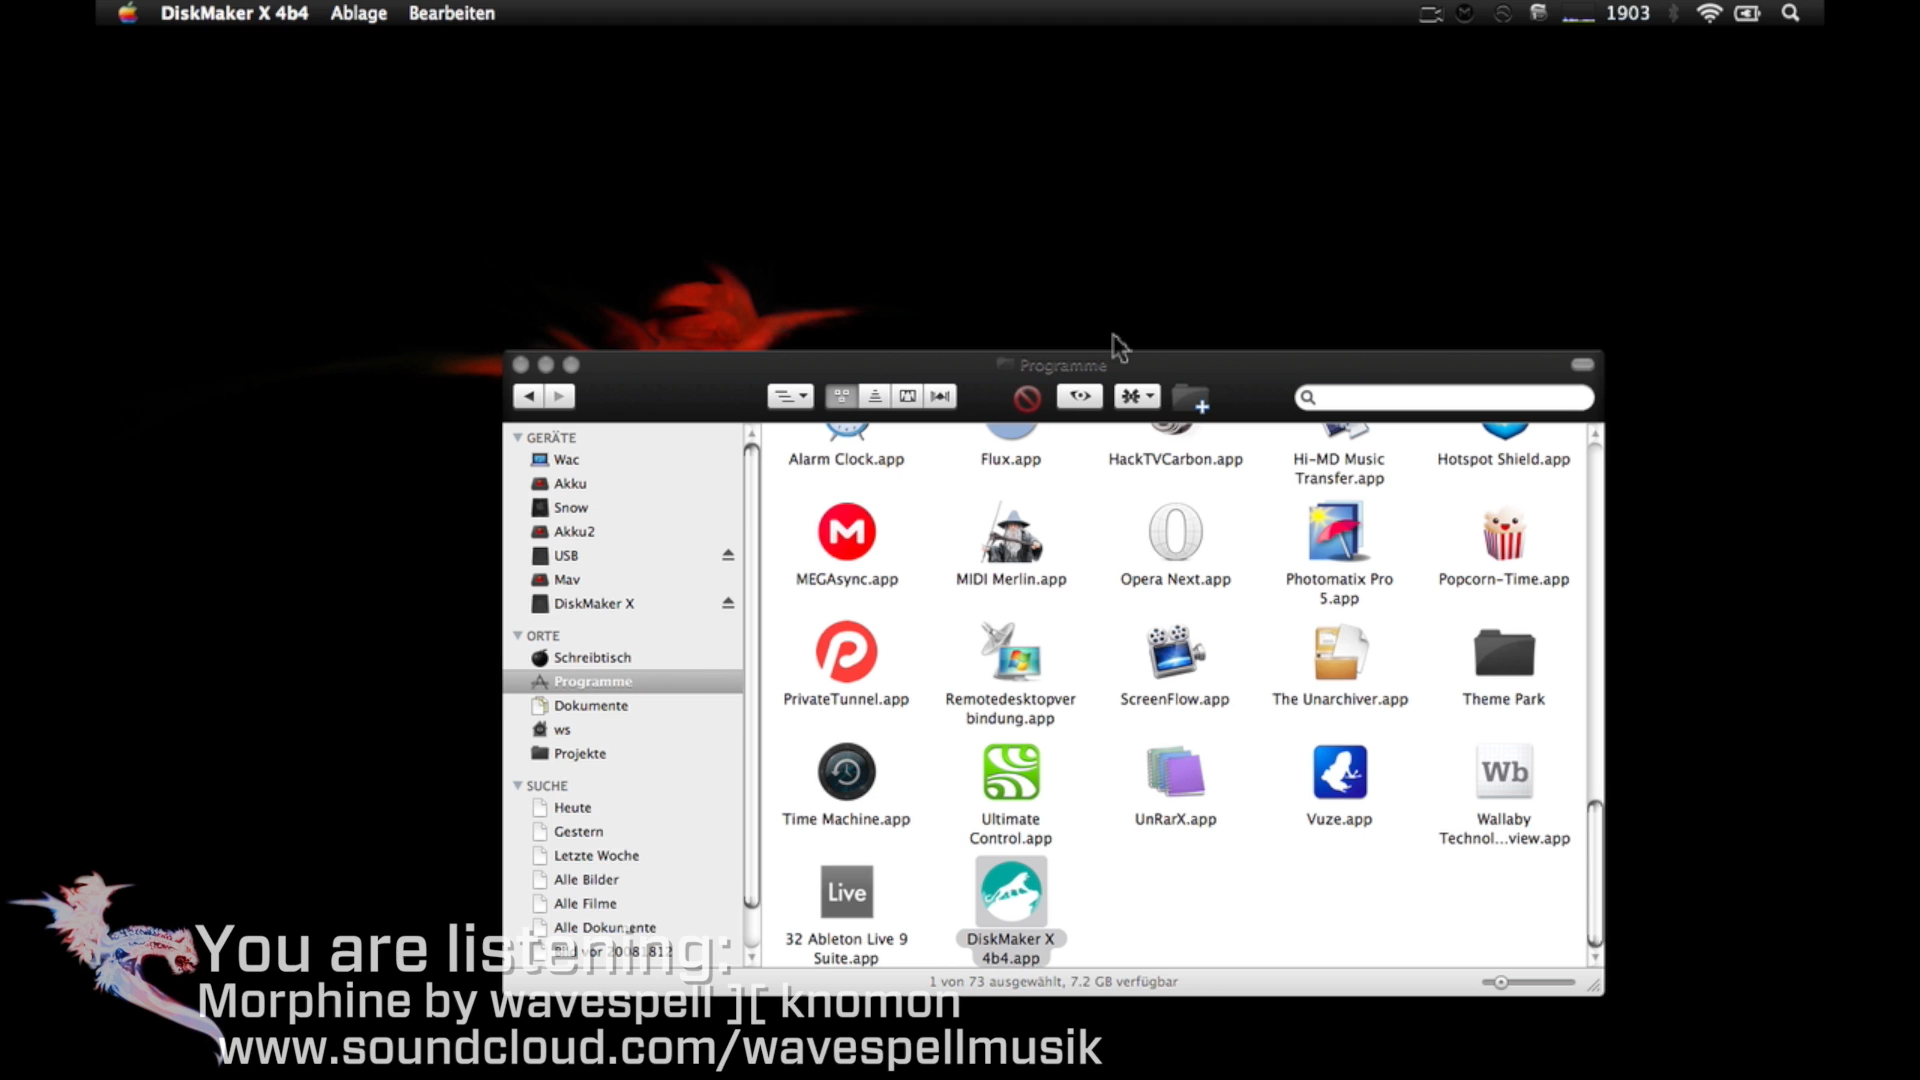 DiskMaker X 4b4 Ablage Bearbeiten 1903
Programme
GERÄTE
Wac
Akku
Snow
Akku2
USB
Mav
DiskMaker X
ORTE
Schreibtisch
Programme
Dokumente
ws
Projekte
SUCHE
Heute
Gestern
Letzte Woche
Alle Bilder
Alle Filme
Alle Dokumente
Bild vor 20081812
Alarm Clock.app
Flux.app
HackTVCarbon.app
Hi-MD Music
Transfer.app
Hotspot Shield.app
MEGAsync.app
MIDI Merlin.app
Opera Next.app
Photomatix Pro
5.app
Popcorn-Time.app
PrivateTunnel.app
Remotedesktopver
bindung.app
ScreenFlow.app
The Unarchiver.app
Theme Park
Time Machine.app
Ultimate
Control.app
UnRarX.app
Vuze.app
Wb
Wallaby
Technol...view.app
Live
32 Ableton Live 9
Suite.app
DiskMaker X
4b4.app
1 von 73 ausgewählt, 7.2 GB verfügbar
You are listening:
Morphine by wavespell ][ knomon
www.soundcloud.com/wavespellmusik